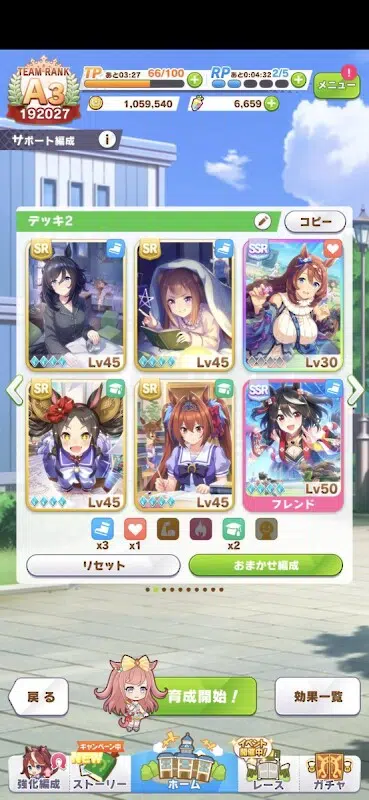 TEAM RANK
A3
192027
TP あと03:27 66/100
RP あと0:04:32 2/5
メニュー
1,059,540
6,659
サポート編成
i
デッキ2
コピー
SR
SR
SSR
Lv45
Lv45
Lv30
SR
SR
SSR
Lv45
Lv45
Lv50
フレンド
x3
x1
x2
リセット
おまかせ編成
戻る
育成開始!
効果一覧
キャンペーン中
NEW
イベント
開催中!
強化編成
ストーリー
ホーム
レース
ガチャ